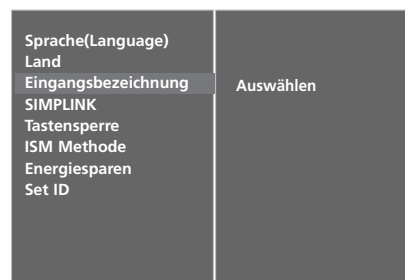 Sprache(Language)
Land
Eingangsbezeichnung
Auswählen
SIMPLINK
Tastensperre
ISM Methode
Energiesparen
Set ID